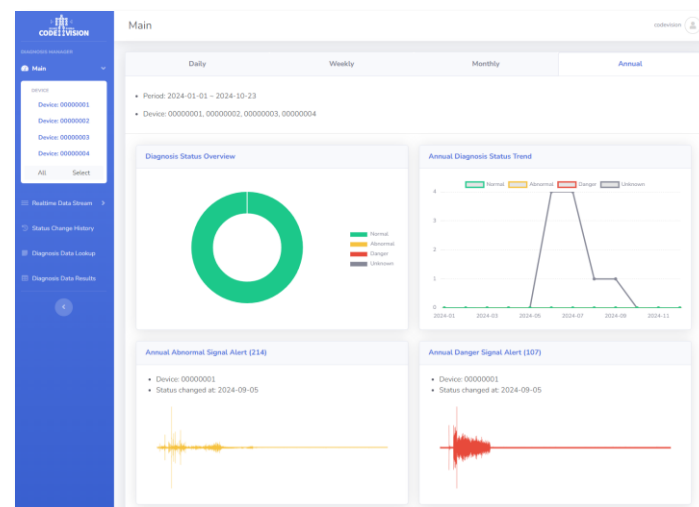 CODEVISION
Main
codevision
DIAGNOSIS MANAGER
Main
DEVICE
Device: 00000001
Device: 00000002
Device: 00000003
Device: 00000004
All Select
Realtime Data Stream
Status Change History
Diagnosis Data Lookup
Diagnosis Data Results
Daily Weekly Monthly Annual
Period: 2024-01-01 ~ 2024-10-23
Device: 00000001, 00000002, 00000003, 00000004
Diagnosis Status Overview
Normal
Abnormal
Danger
Unknown
Annual Diagnosis Status Trend
Normal Abnormal Danger Unknown
4
3
2
1
0
2024-01 2024-03 2024-05 2024-07 2024-09 2024-11
Annual Abnormal Signal Alert (214)
Device: 00000001
Status changed at: 2024-09-05
Annual Danger Signal Alert (107)
Device: 00000001
Status changed at: 2024-09-05